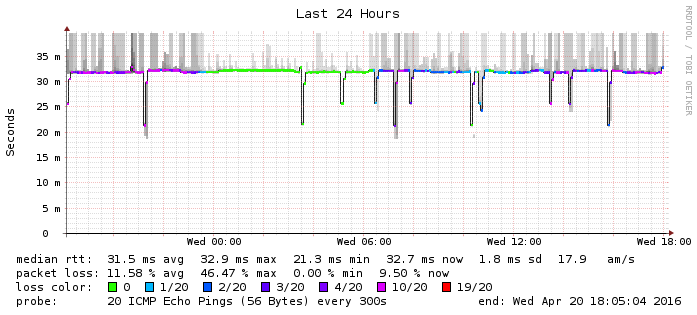 Last 24 Hours
RRDTOOL / TOBI OETIKER
Seconds
35 m
30 m
25 m
20 m
15 m
10 m
5 m
0
Wed 00:00 Wed 06:00 Wed 12:00 Wed 18:00
median rtt: 31.5 ms avg 32.9 ms max 21.3 ms min 32.7 ms now 1.8 ms sd 17.9 am/s
packet loss: 11.58 % avg 46.47 % max 0.00 % min 9.50 % now
loss color: 0 1/20 2/20 3/20 4/20 10/20 19/20
probe: 20 ICMP Echo Pings (56 Bytes) every 300s end: Wed Apr 20 18:05:04 2016